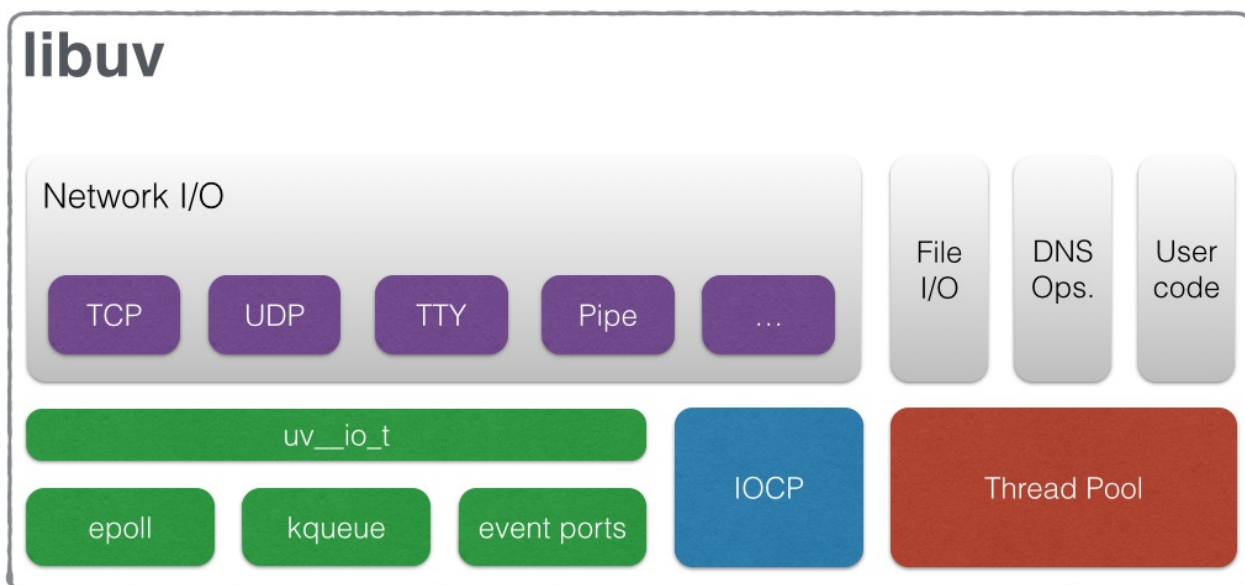 libuv
Network I/O
TCP
UDP
TTY
Pipe
...
File
I/O
DNS
Ops.
User
code
uv__io_t
IOCP
Thread Pool
epoll
kqueue
event ports